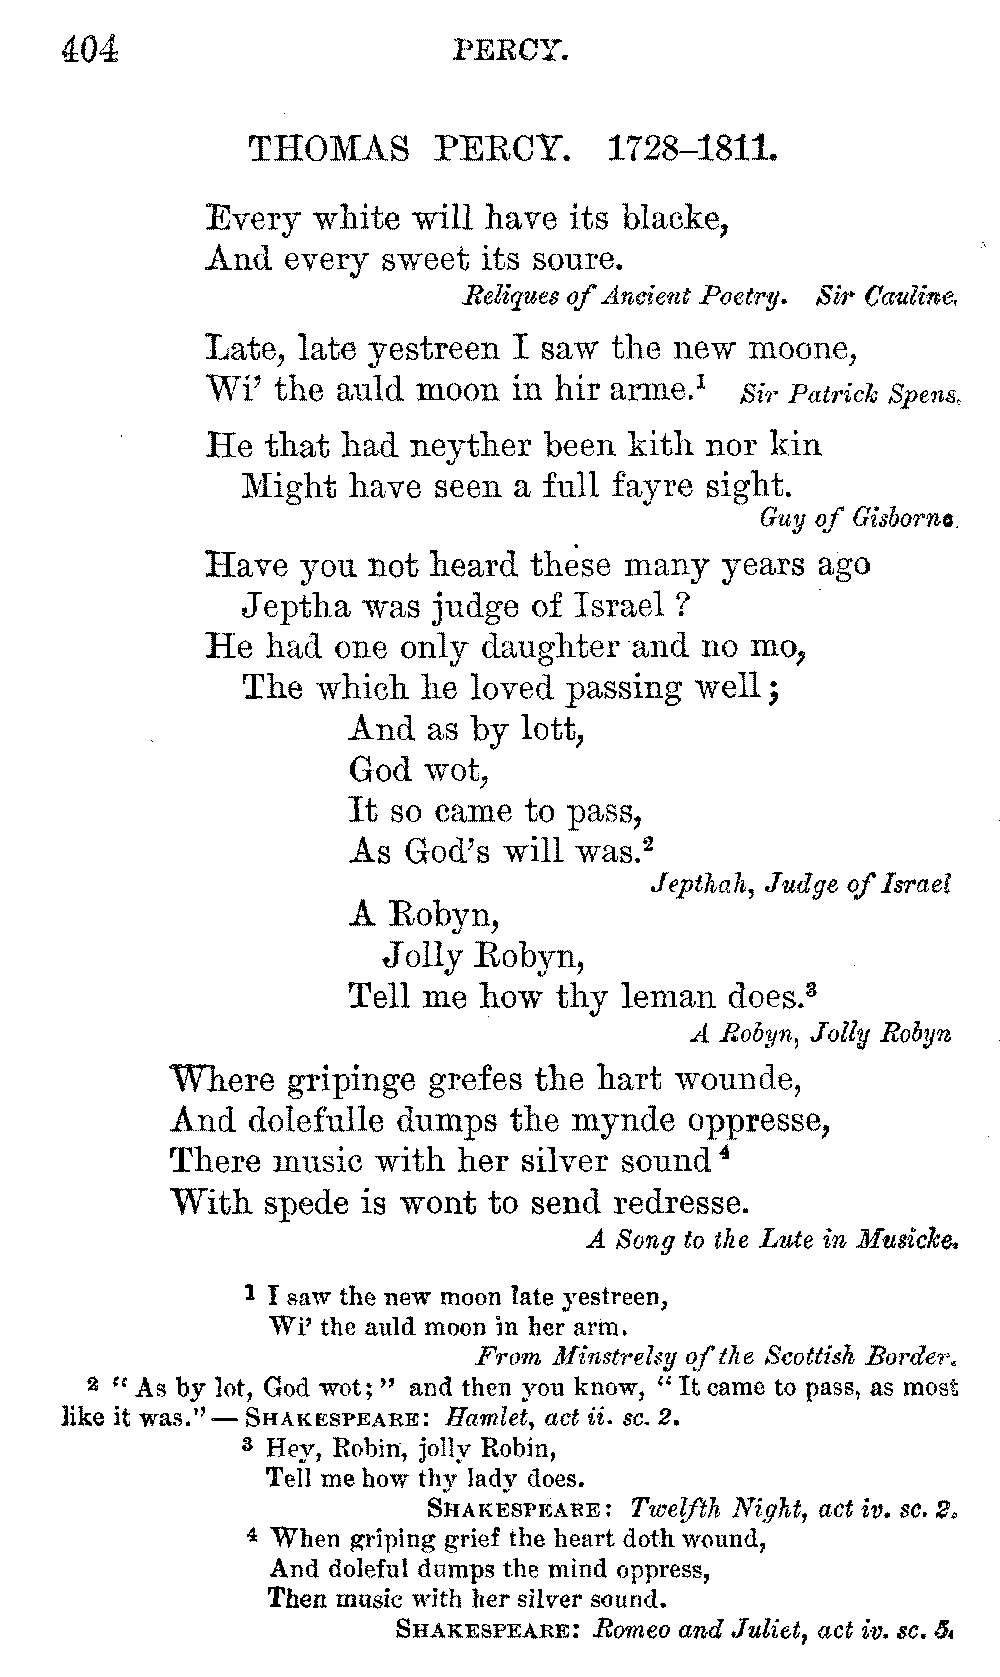 404 PERCY.
THOMAS PERCY. 1728–1811.
Every white will have its blacke,
And every sweet its soure.
Reliques of Ancient Poetry. Sir Cauline.
Late, late yestreen I saw the new moone,
Wi’ the auld moon in hir arme.¹ Sir Patrick Spens.
He that had neyther been kith nor kin
Might have seen a full fayre sight.
Guy of Gisborne.
Have you not heard these many years ago
Jeptha was judge of Israel ?
He had one only daughter and no mo,
The which he loved passing well ;
And as by lott,
God wot,
It so came to pass,
As God’s will was.²
Jepthah, Judge of Israel
A Robyn,
Jolly Robyn,
Tell me how thy leman does.³
A Robyn, Jolly Robyn
Where gripinge grefes the hart wounde,
And dolefulle dumps the mynde oppresse,
There music with her silver sound⁴
With spede is wont to send redresse.
A Song to the Lute in Musicke.
¹ I saw the new moon late yestreen,
Wi’ the auld moon in her arm.
From Minstrelsy of the Scottish Border.
² “ As by lot, God wot; ” and then you know, “ It came to pass, as most
like it was.” — SHAKESPEARE: Hamlet, act ii. sc. 2.
³ Hey, Robin, jolly Robin,
Tell me how thy lady does.
SHAKESPEARE: Twelfth Night, act iv. sc. 2.
⁴ When griping grief the heart doth wound,
And doleful dumps the mind oppress,
Then music with her silver sound.
SHAKESPEARE: Romeo and Juliet, act iv. sc. 5.